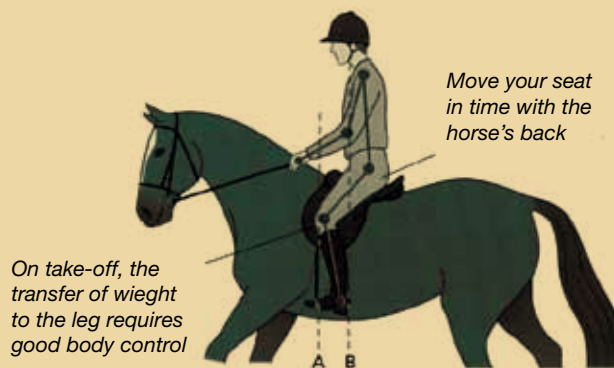 Move your seat
in time with the
horse's back
On take-off, the
transfer of wieght
to the leg requires
good body control
A B